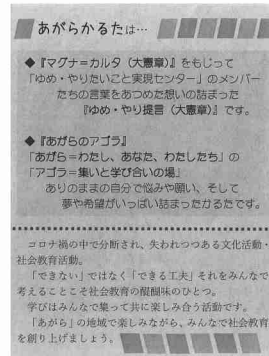 あがらかるたは…
◆『マグナ=カルタ(大憲章)』をもじって
「ゆめ・やりたいこと実現センター」のメンバー
たちの言葉をあつめた想いの詰まった
『ゆめ・やり提言(大憲章)』です。
◆『あがらのアゴラ』
「あがら=わたし、あなた、わたしたち」の
「アゴラ=集いと学び合いの場」
ありのままの自分で悩みや願い、そして
夢や希望がいっぱい詰まったかるたです。
コロナ禍の中で分断され、失われつつある文化活動・
社会教育活動。
「できない」ではなく「できる工夫」それをみんなで
考えることこそ社会教育の醍醐味のひとつ。
学びはみんなで集って共に楽しみ合う活動です。
「あがら」の地域で楽しみながら、みんなで社会教育
を創り上げましょう。